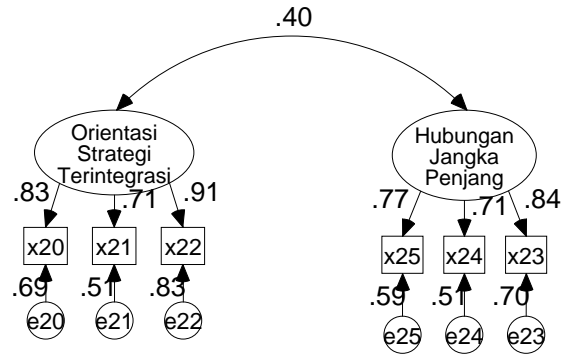 .40
Orientasi
Strategi
Terintegrasi
Hubungan
Jangka
Penjang
.83 .71 .91
.77 .71 .84
x20 x21 x22
x25 x24 x23
.69 .51 .83
.59 .51 .70
e20 e21 e22
e25 e24 e23